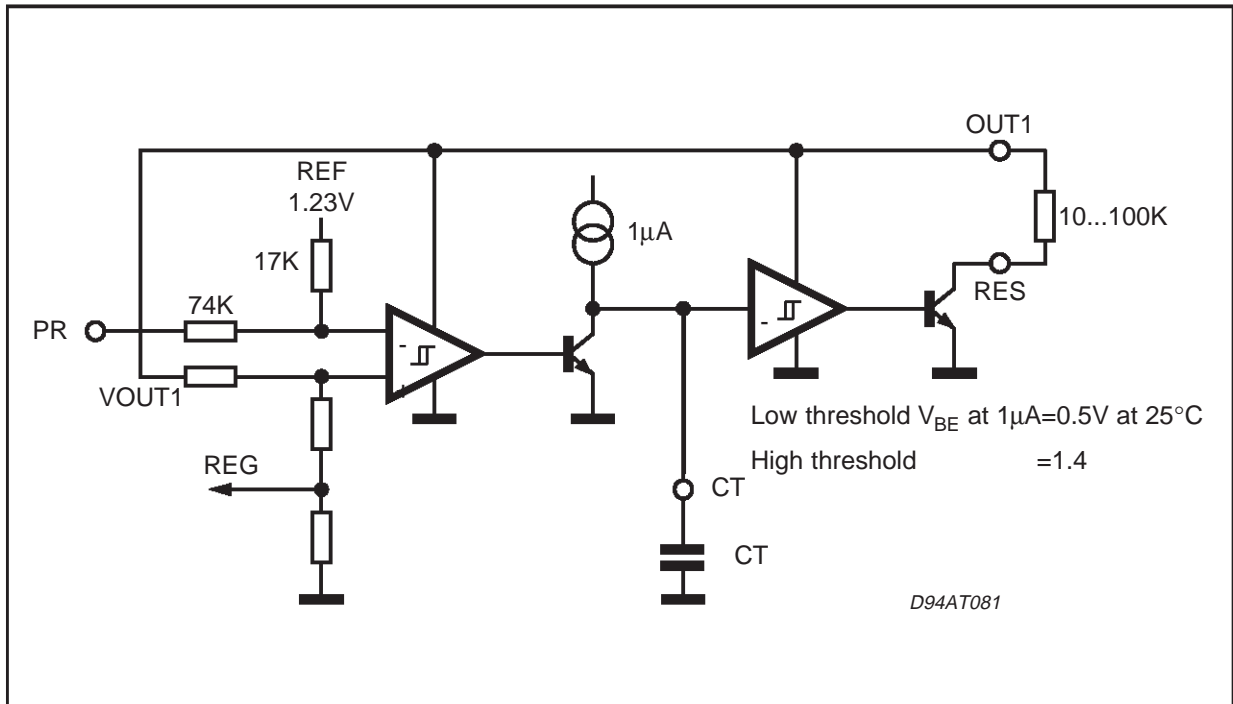 OUT1
REF
1.23V
1μA
10...100K
17K
RES
74K
PR
-
+
-
VOUT1
Low threshold VBE at 1μA=0.5V at 25°C
High threshold =1.4
REG
CT
CT
D94AT081